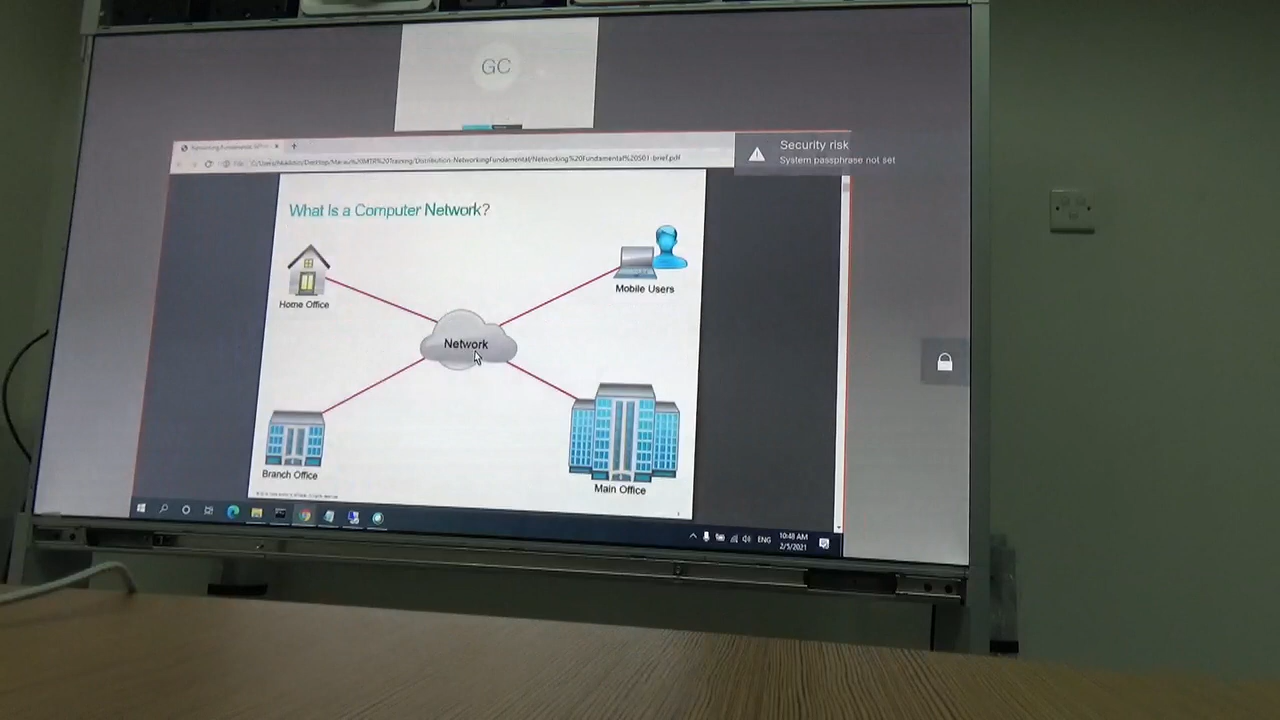 GC
Security risk
System passphrase not set
What Is a Computer Network?
Home Office
Mobile Users
Network
Branch Office
Main Office
ENG
10:48 AM
2/5/2021